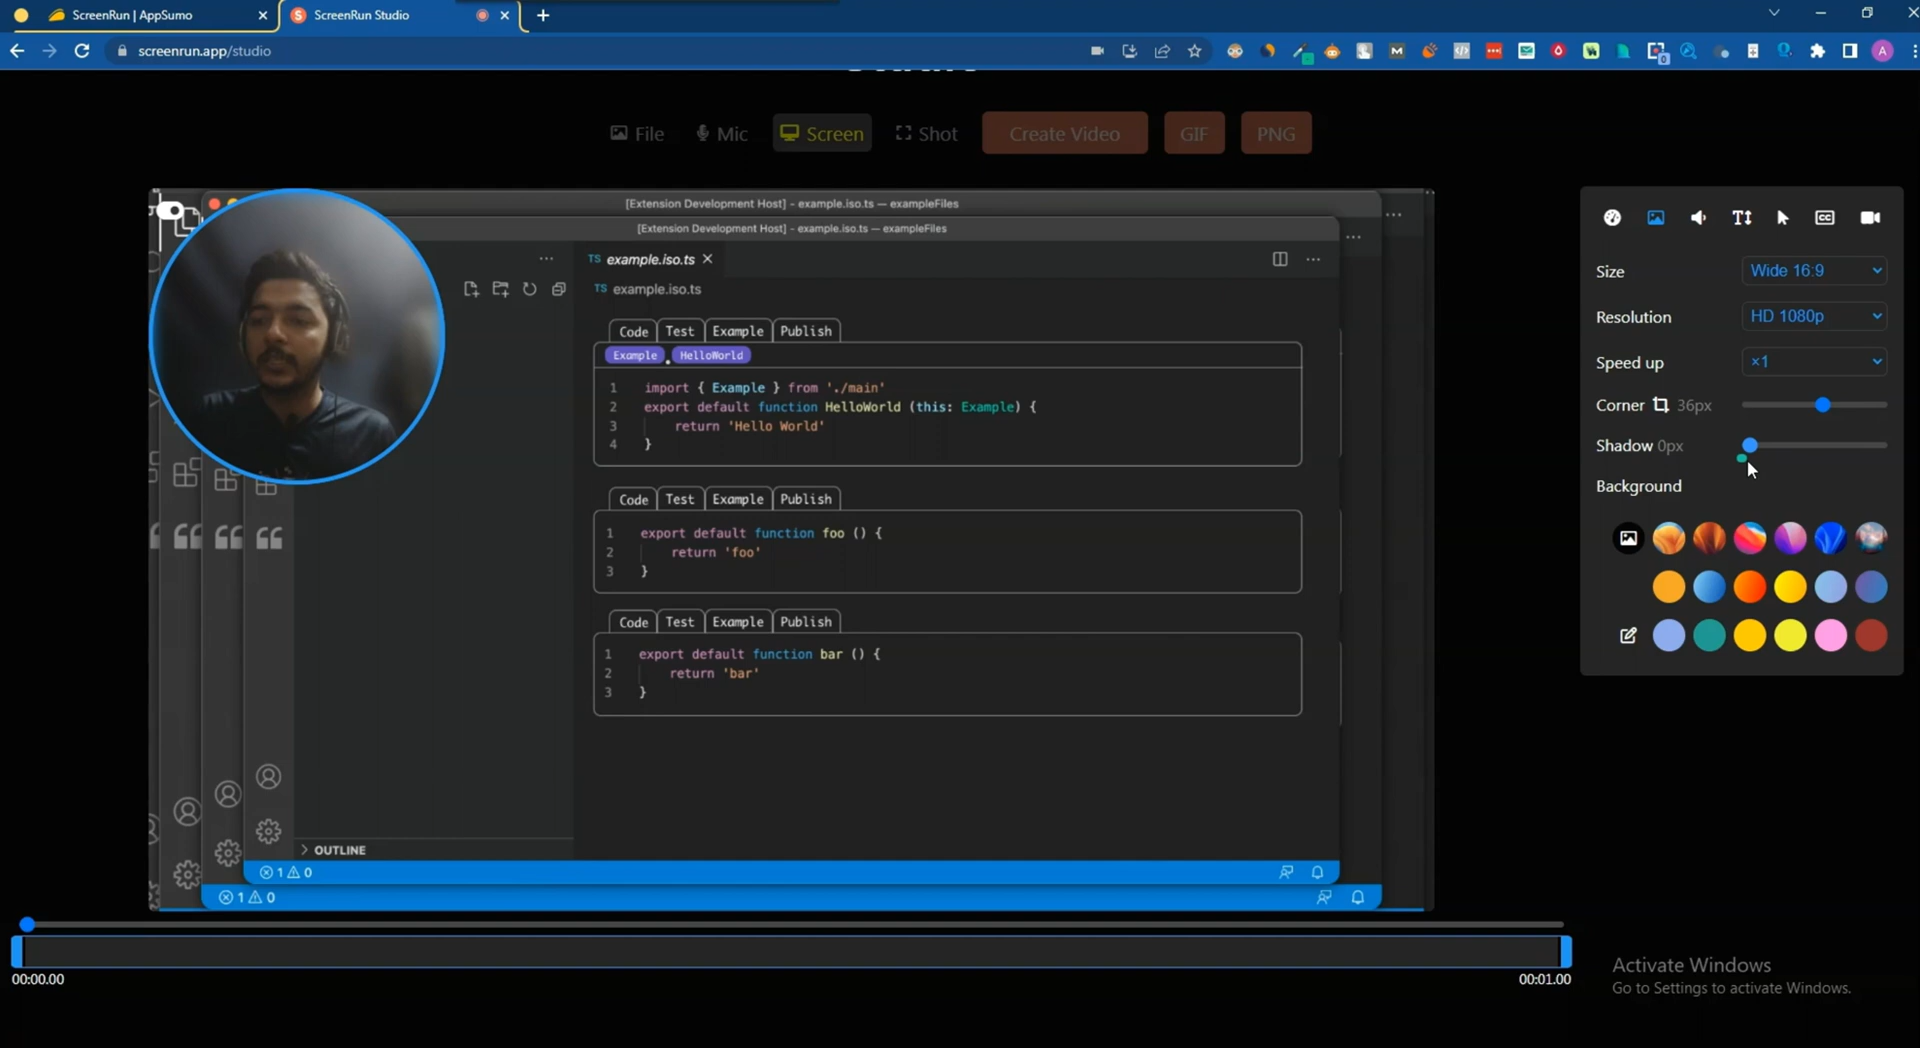 ScreenRun | AppSumo
ScreenRun Studio
screenrun.app/studio
File
Mic
Screen
Shot
Create Video
GIF
PNG
[Extension Development Host] - example.iso.ts — exampleFiles
[Extension Development Host] - example.iso.ts — exampleFiles
TS example.iso.ts
TS example.iso.ts
Code Test Example Publish
Example . HelloWorld
1 import { Example } from './main'
2 export default function HelloWorld (this: Example) {
3 return 'Hello World'
4 }
Code Test Example Publish
1 export default function foo () {
2 return 'foo'
3 }
Code Test Example Publish
1 export default function bar () {
2 return 'bar'
3 }
OUTLINE
1 0
1 0
Size Wide 16:9
Resolution HD 1080p
Speed up ×1
Corner 36px
Shadow 0px
Background
00:00.00
00:01.00
Activate Windows
Go to Settings to activate Windows.